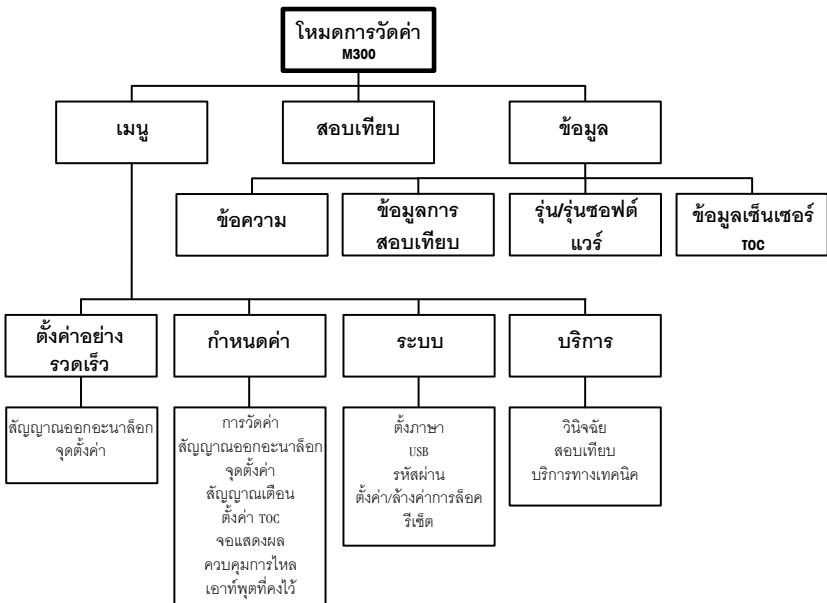 โหมดการวัดค่า
M300
เมนู
สอบเทียบ
ข้อมูล
ข้อความ
ข้อมูลการ
สอบเทียบ
รุ่น/รุ่นซอฟต์
แวร์
ข้อมูลเซ็นเซอร์
TOC
ตั้งค่าอย่าง
รวดเร็ว
กำหนดค่า
ระบบ
บริการ
สัญญาณออกอะนาล็อก
จุดตั้งค่า
การวัดค่า
สัญญาณออกอะนาล็อก
จุดตั้งค่า
สัญญาณเตือน
ตั้งค่า TOC
จอแสดงผล
ควบคุมการไหล
เอาท์พุตที่คงไว้
ตั้งภาษา
USB
รหัสผ่าน
ตั้งค่า/ล้างค่าการล็อค
รีเซ็ต
วินิจฉัย
สอบเทียบ
บริการทางเทคนิค